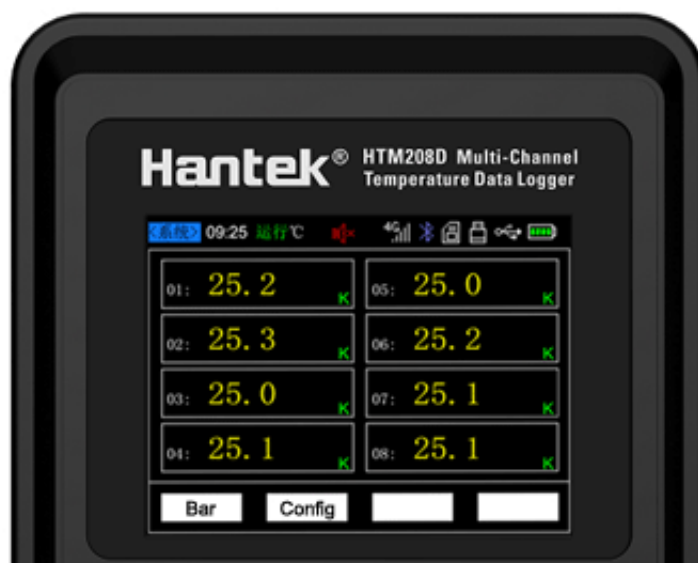 Hantek® HTM208D Multi-Channel
Temperature Data Logger
<系统> 09:25 运行℃ 4G
01: 25.2 K
05: 25.0 K
02: 25.3 K
06: 25.2 K
03: 25.0 K
07: 25.1 K
04: 25.1 K
08: 25.1 K
Bar Config